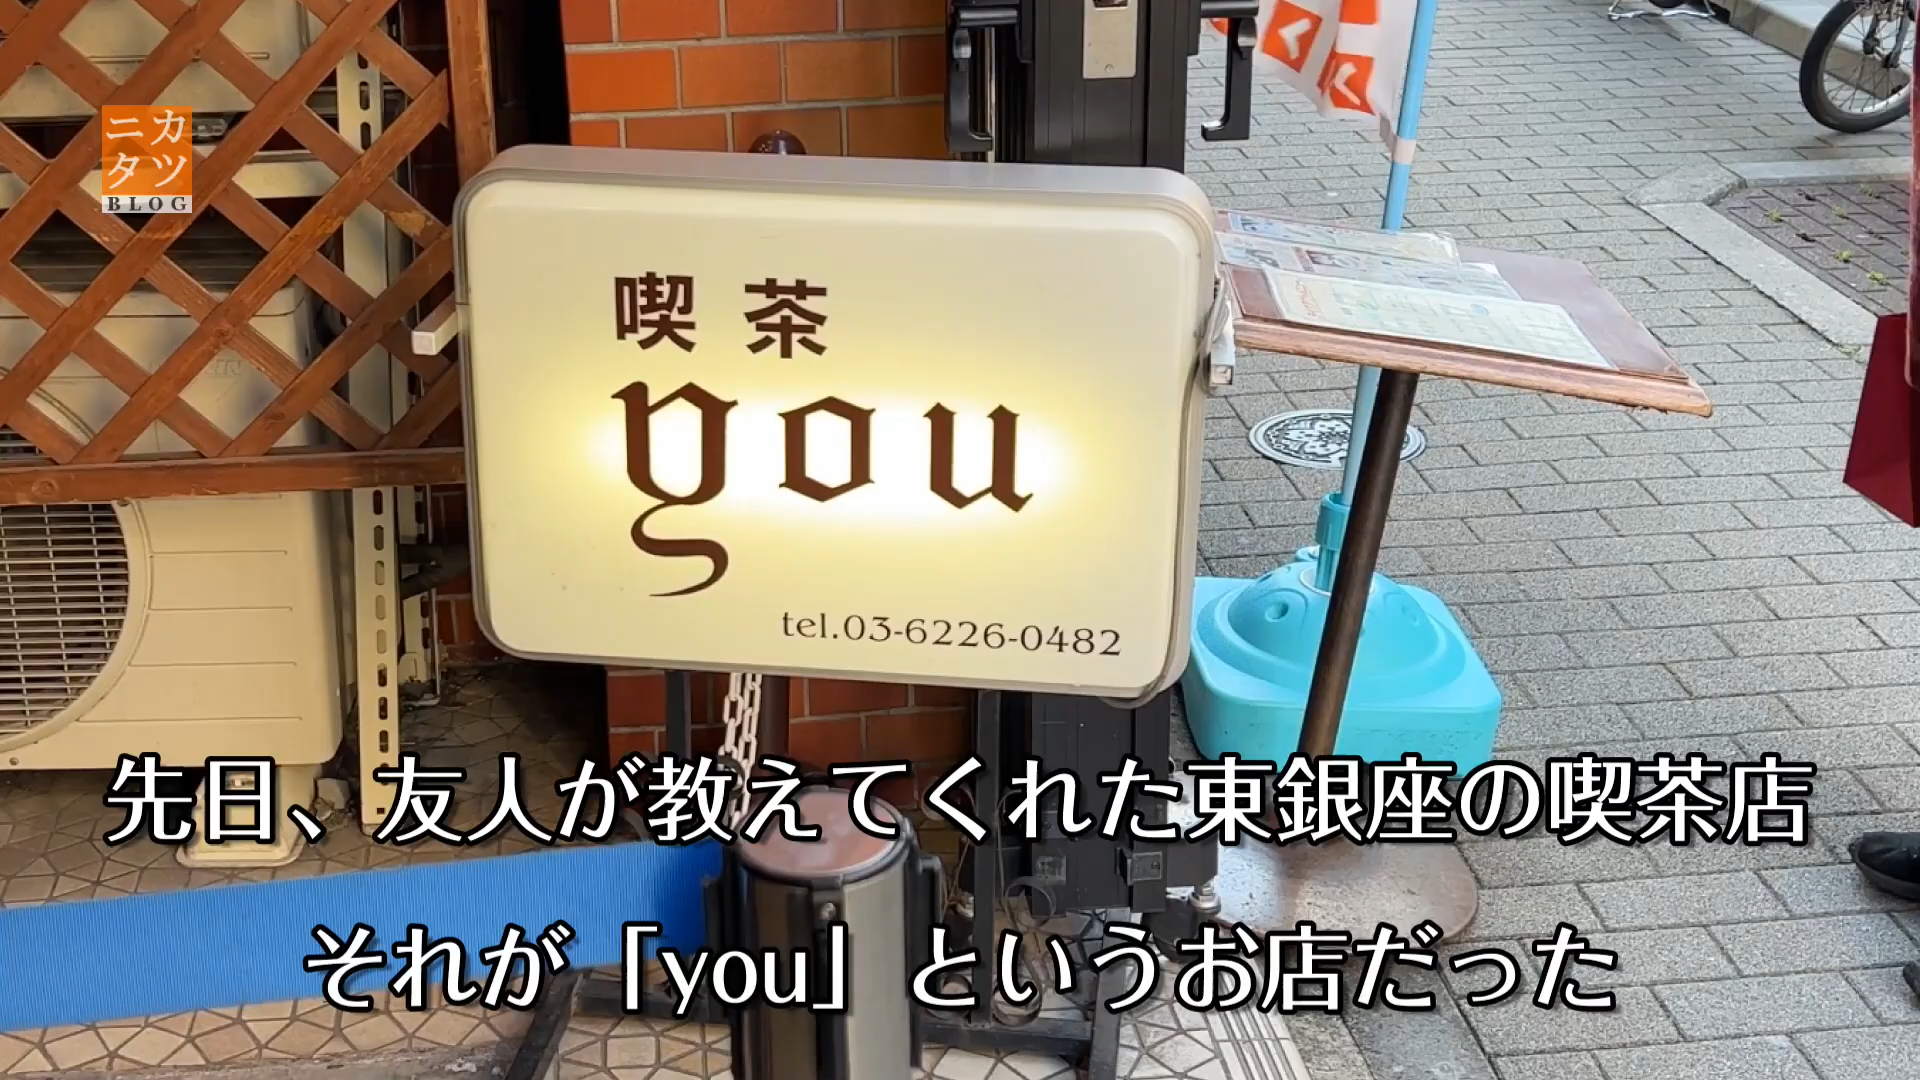 ニカ
タツ
BLOG
喫茶
you
tel.03-6226-0482
先日、友人が教えてくれた東銀座の喫茶店
それが「you」というお店だった